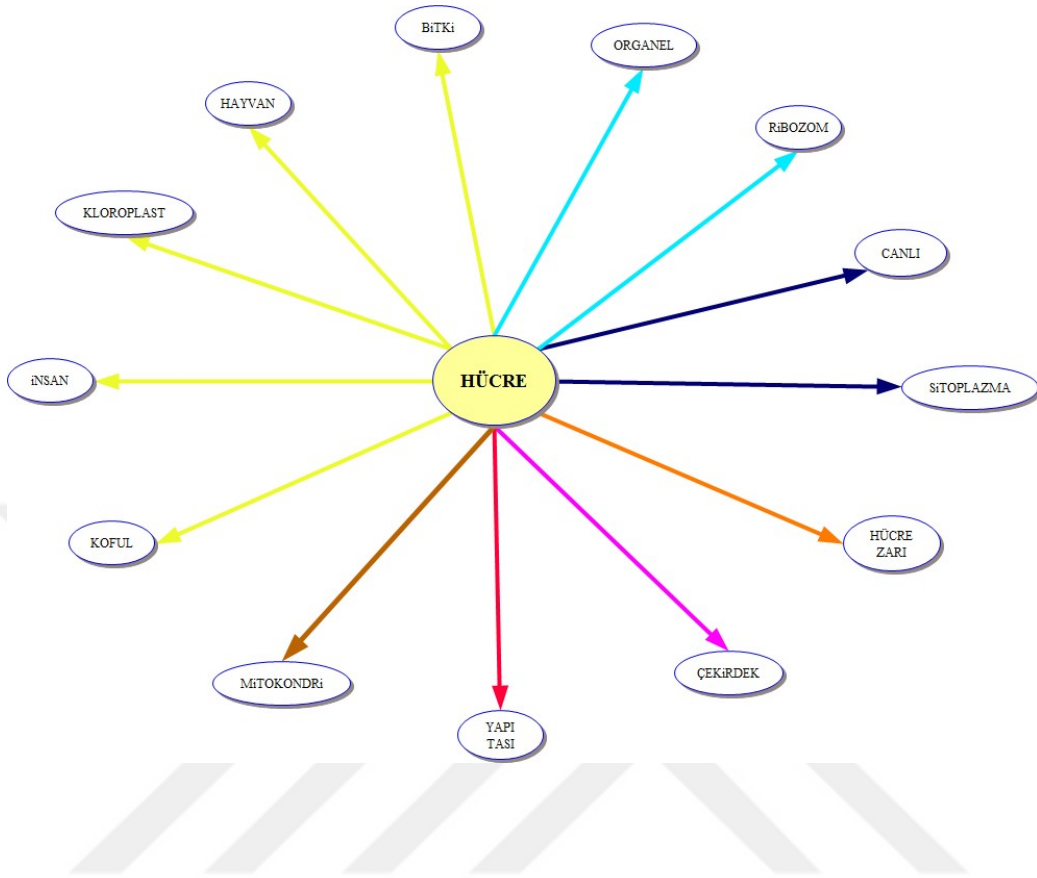 BiTKi
ORGANEL
HAYVAN
RiBOZOM
KLOROPLAST
CANLI
HÜCRE
iNSAN
SiTOPLAZMA
KOFUL
HÜCRE
ZARI
MiTOKONDRi
ÇEKiRDEK
YAPI
TASI